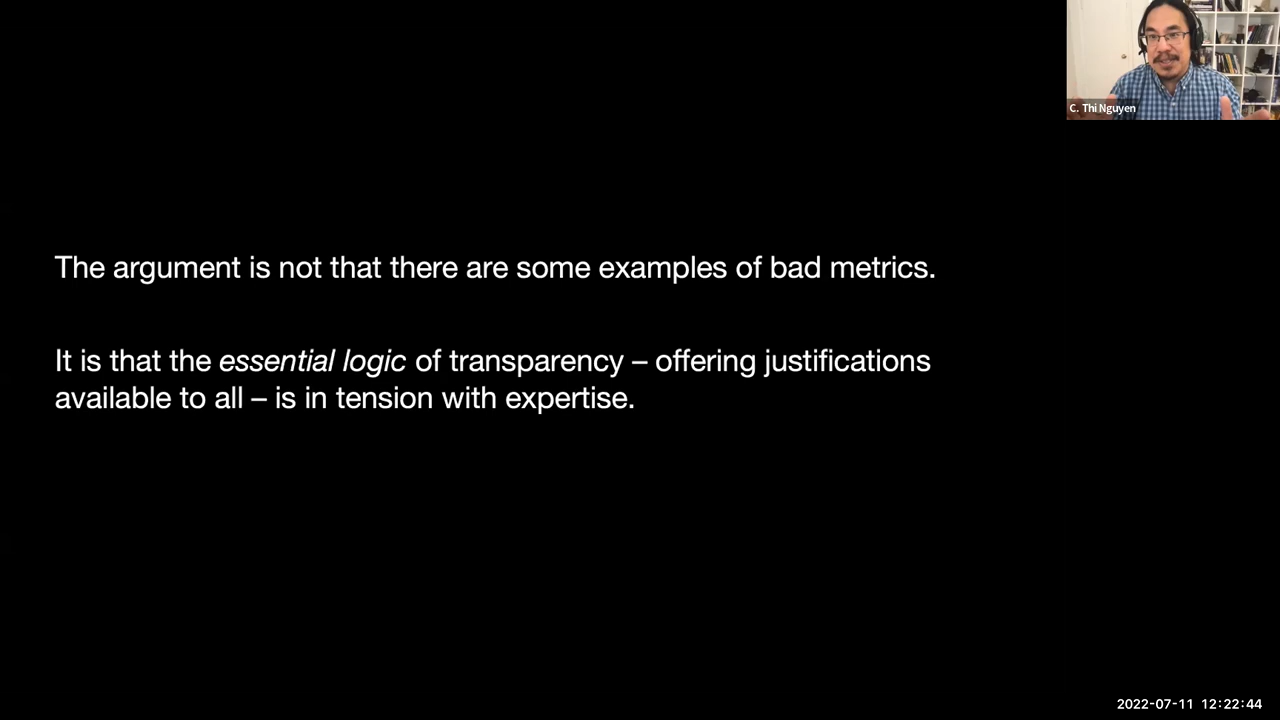 C. Thi Nguyen
The argument is not that there are some examples of bad metrics.
It is that the essential logic of transparency – offering justifications
available to all – is in tension with expertise.
2022-07-11 12:22:44